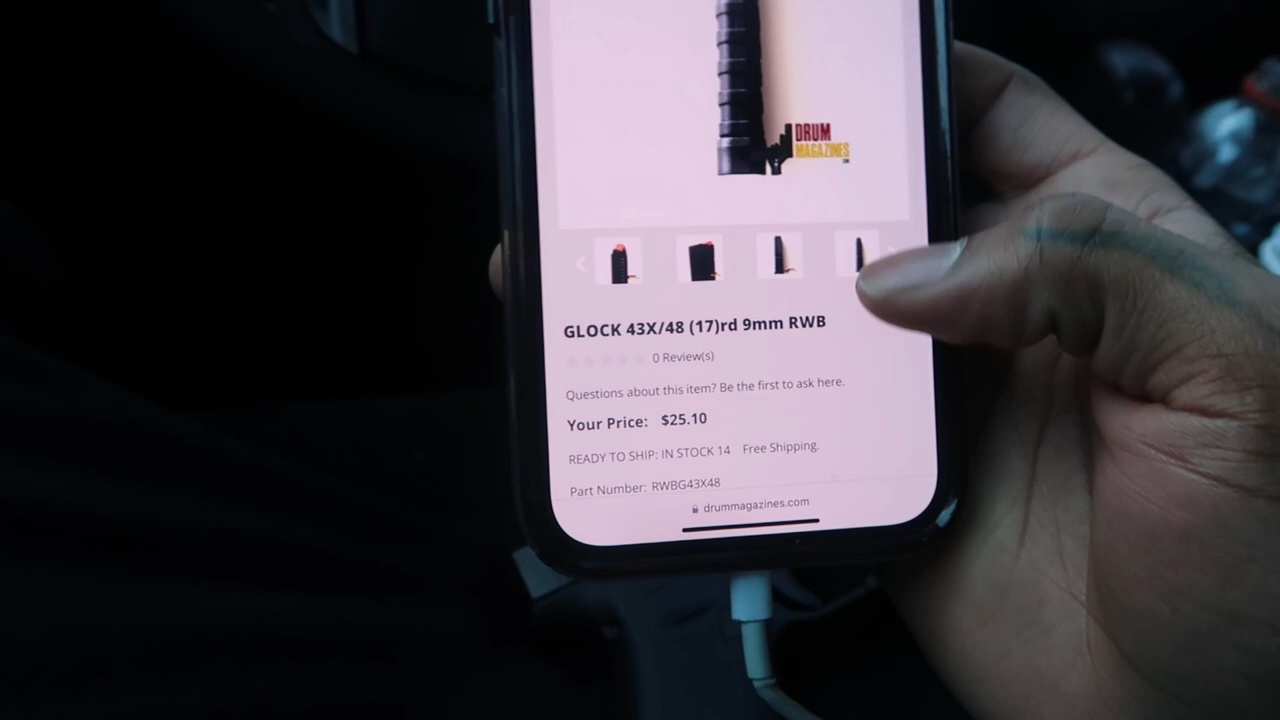 DRUM
MAGAZINES
GLOCK 43X/48 (17)rd 9mm RWB
0 Review(s)
Questions about this item? Be the first to ask here.
Your Price: $25.10
READY TO SHIP: IN STOCK 14 Free Shipping.
Part Number: RWBG43X48
drummagazines.com